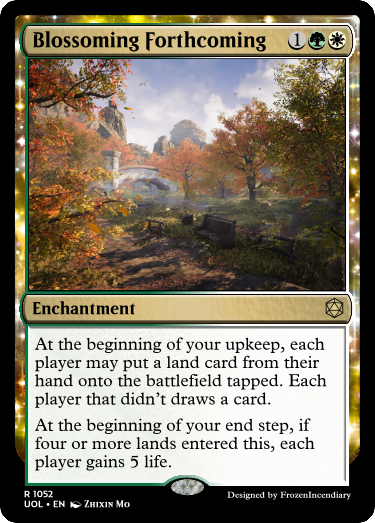 Blossoming Forthcoming 1
Enchantment
At the beginning of your upkeep, each
player may put a land card from their
hand onto the battlefield tapped. Each
player that didn't draws a card.
At the beginning of your end step, if
four or more lands entered this, each
player gains 5 life.
R 1052
UOL • EN Zhixin Mo
Designed by FrozenIncendiary